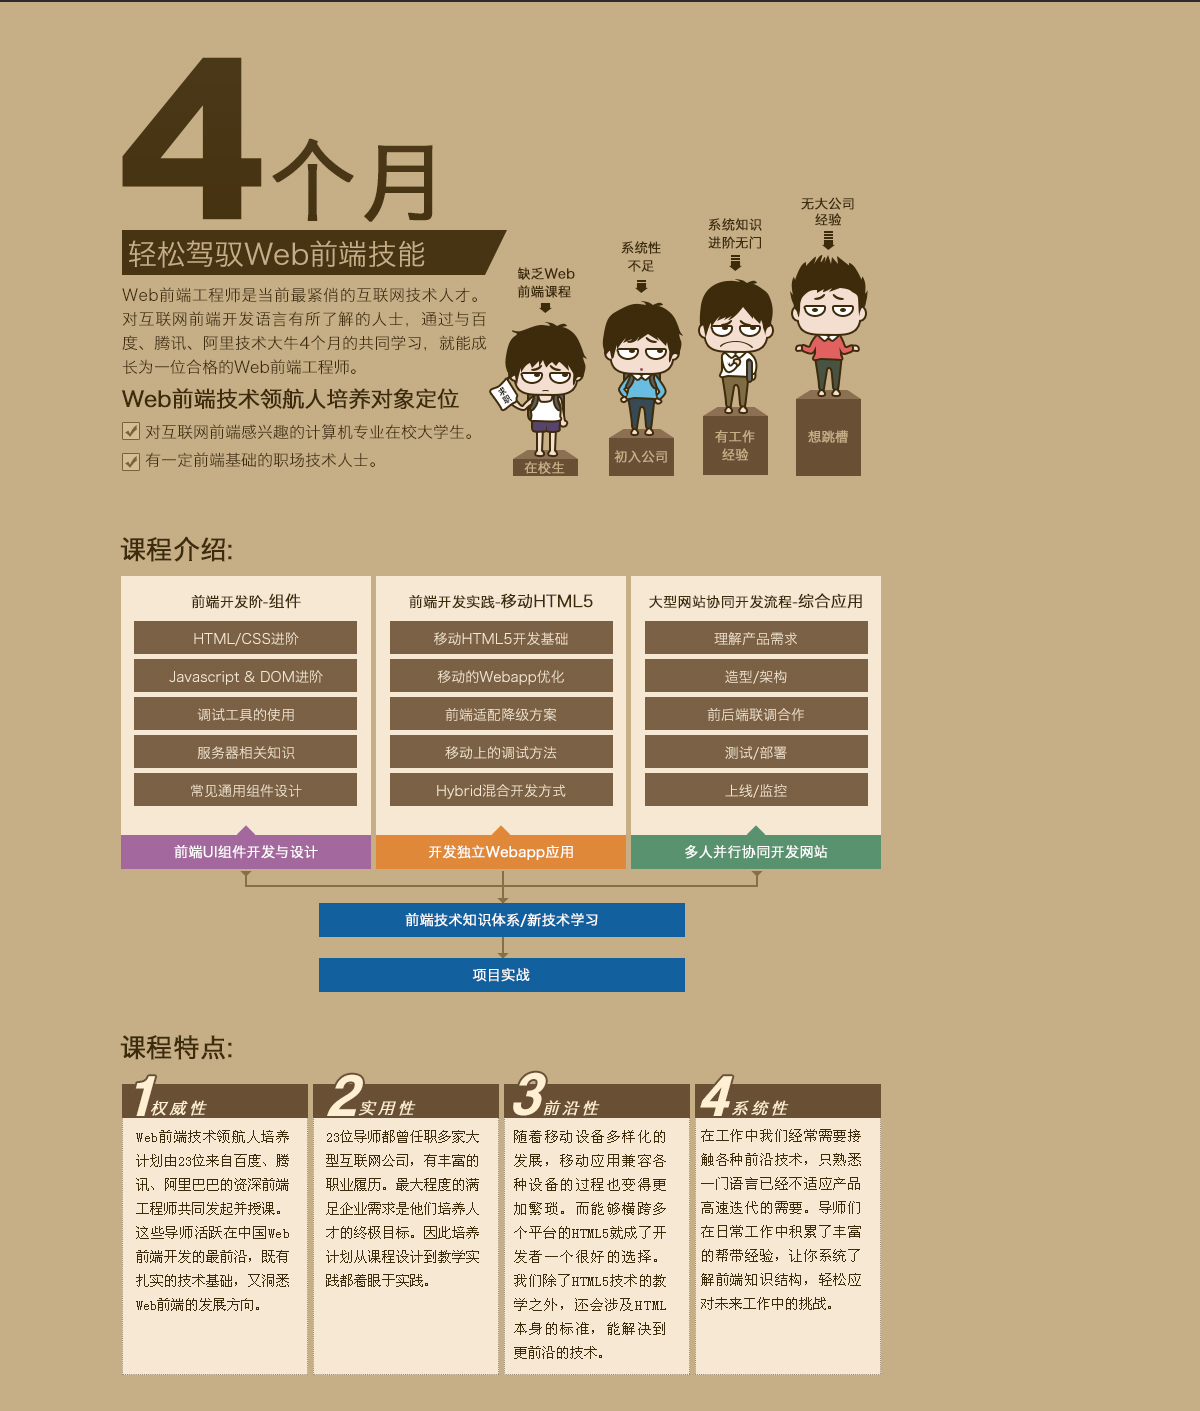 4个月
轻松驾驭Web前端技能
Web前端工程师是当前最紧俏的互联网技术人才。
对互联网前端开发语言有所了解的人士，通过与百
度、腾讯、阿里技术大牛4个月的共同学习，就能成
长为一位合格的Web前端工程师。
Web前端技术领航人培养对象定位
对互联网前端感兴趣的计算机专业在校大学生。
有一定前端基础的职场技术人士。
缺乏Web
前端课程
求职
在校生
系统性
不足
初入公司
系统知识
进阶无门
有工作
经验
无大公司
经验
想跳槽
课程介绍:
前端开发阶-组件
HTML/CSS进阶
Javascript & DOM进阶
调试工具的使用
服务器相关知识
常见通用组件设计
前端UI组件开发与设计
前端开发实践-移动HTML5
移动HTML5开发基础
移动的Webapp优化
前端适配降级方案
移动上的调试方法
Hybrid混合开发方式
开发独立Webapp应用
大型网站协同开发流程-综合应用
理解产品需求
造型/架构
前后端联调合作
测试/部署
上线/监控
多人并行协同开发网站
前端技术知识体系/新技术学习
项目实战
课程特点:
1权威性
Web前端技术领航人培养
计划由23位来自百度、腾
讯、阿里巴巴的资深前端
工程师共同发起并授课。
这些导师活跃在中国Web
前端开发的最前沿，既有
扎实的技术基础，又洞悉
Web前端的发展方向。
2实用性
23位导师都曾任职多家大
型互联网公司，有丰富的
职业履历。最大程度的满
足企业需求是他们培养人
才的终极目标。因此培养
计划从课程设计到教学实
践都着眼于实践。
3前沿性
随着移动设备多样化的
发展，移动应用兼容各
种设备的过程也变得更
加繁琐。而能够横跨多
个平台的HTML5就成了开
发者一个很好的选择。
我们除了HTML5技术的教
学之外，还会涉及HTML
本身的标准，能解决到
更前沿的技术。
4系统性
在工作中我们经常需要接
触各种前沿技术，只熟悉
一门语言已经不适应产品
高速迭代的需要。导师们
在日常工作中积累了丰富
的帮带经验，让你系统了
解前端知识结构，轻松应
对未来工作中的挑战。